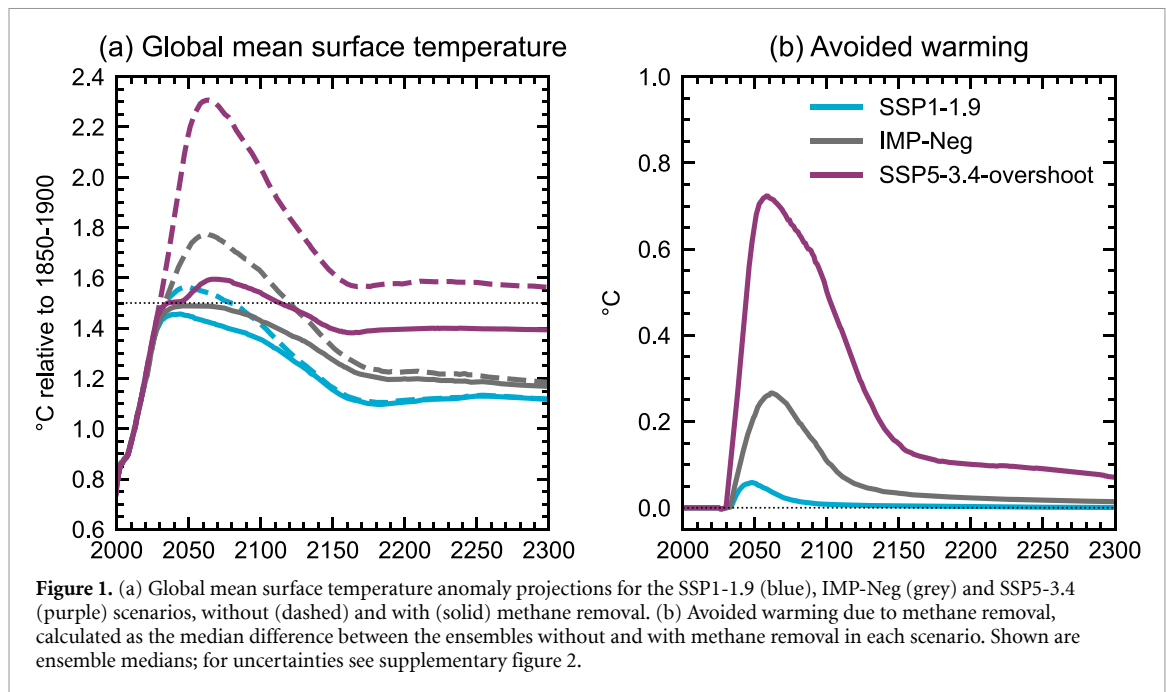 (a) Global mean surface temperature
2.4
2.2
2.0
1.8
1.6
1.4
1.2
1.0
0.8
0.6
°C relative to 1850-1900
2000 2050 2100 2150 2200 2250 2300
(b) Avoided warming
1.0
0.8
0.6
0.4
0.2
0.0
°C
SSP1-1.9
IMP-Neg
SSP5-3.4-overshoot
2000 2050 2100 2150 2200 2250 2300
Figure 1. (a) Global mean surface temperature anomaly projections for the SSP1-1.9 (blue), IMP-Neg (grey) and SSP5-3.4
(purple) scenarios, without (dashed) and with (solid) methane removal. (b) Avoided warming due to methane removal,
calculated as the median difference between the ensembles without and with methane removal in each scenario. Shown are
ensemble medians; for uncertainties see supplementary figure 2.